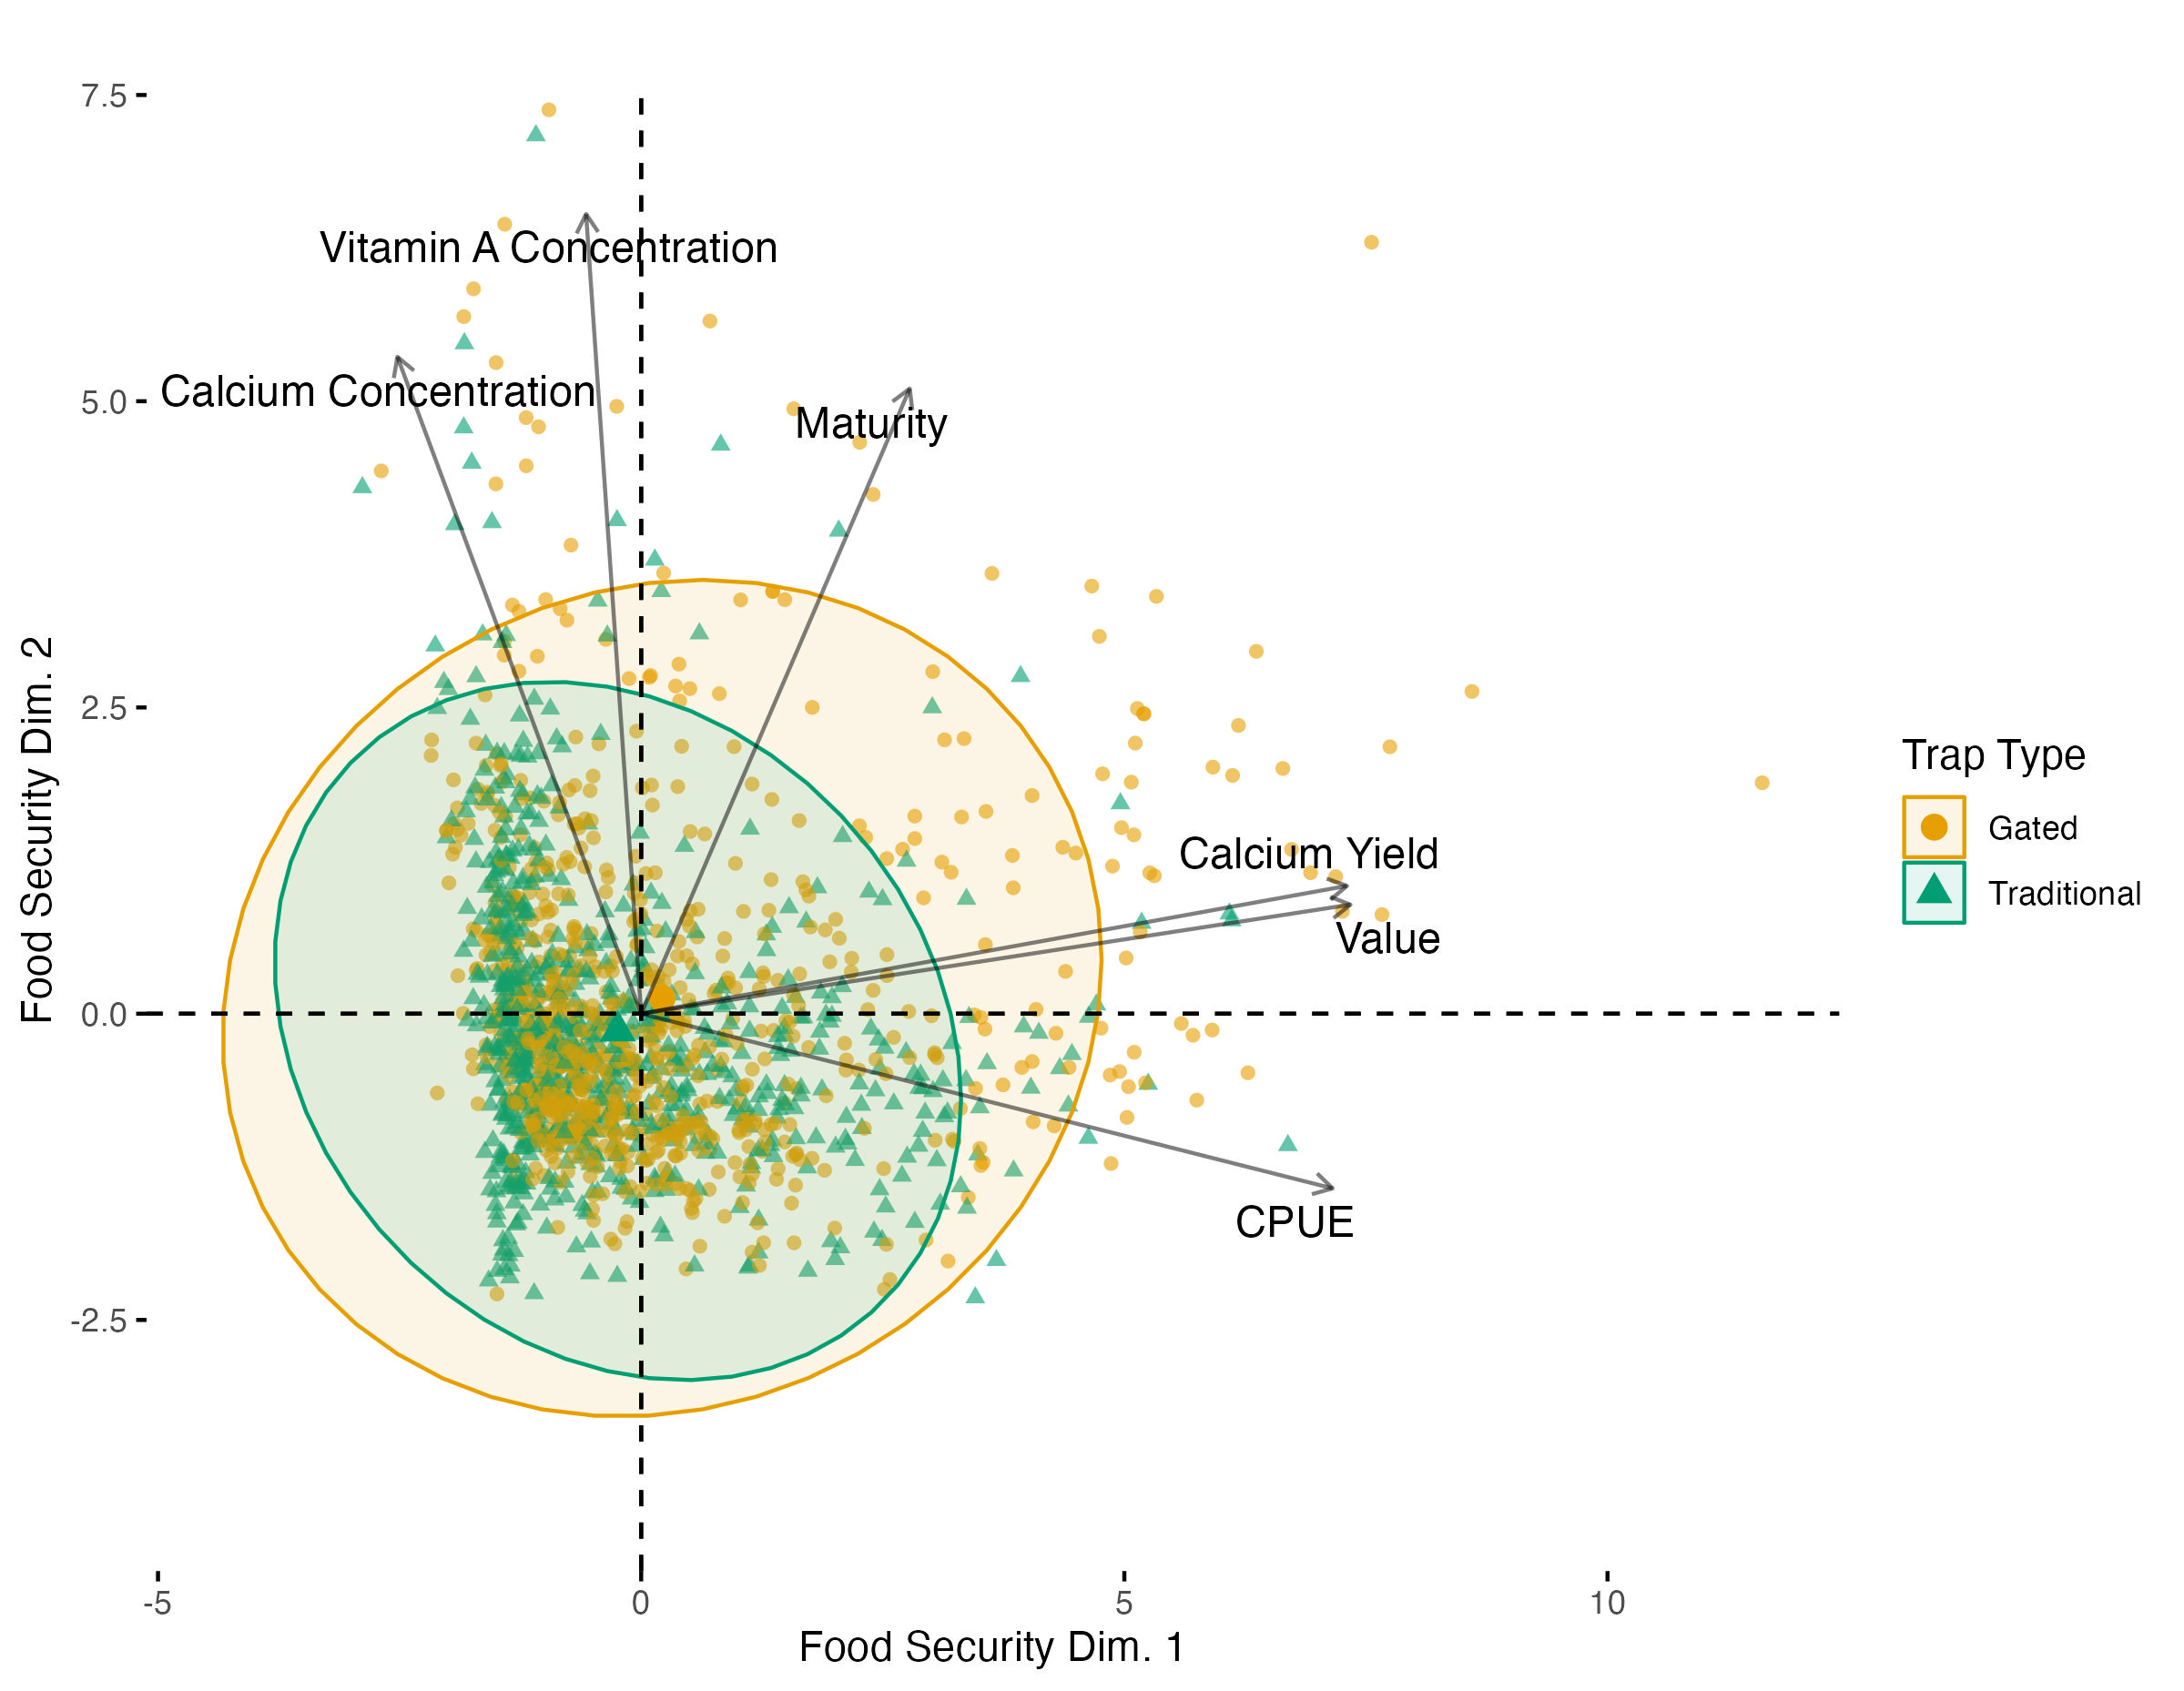 7.5
5.0
2.5
0.0
-2.5
Food Security Dim. 2
Vitamin A Concentration
Calcium Concentration
Maturity
Calcium Yield
Value
CPUE
-5
0
5
10
Food Security Dim. 1
Trap Type
Gated
Traditional